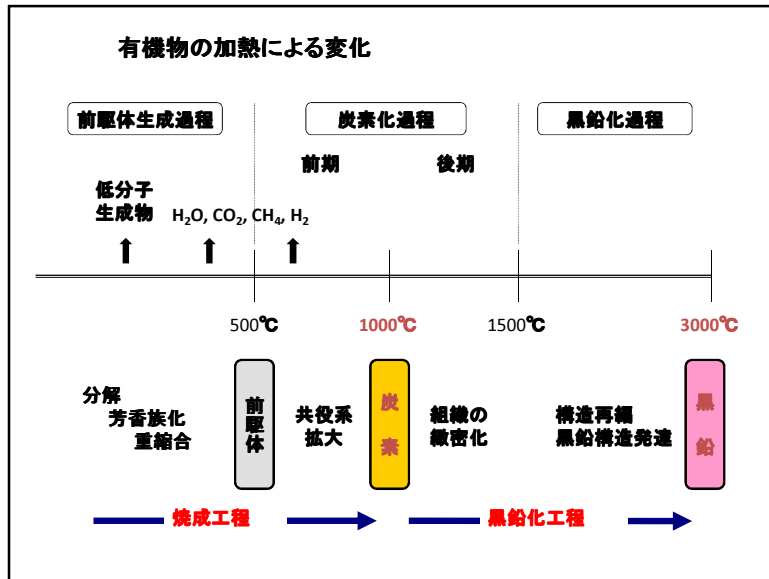 有機物の加熱による変化
前駆体生成過程
炭素化過程
黒鉛化過程
前期
後期
低分子
生成物
H₂O, CO₂, CH₄, H₂
500℃
1000℃
1500℃
3000℃
分解
芳香族化
重縮合
前駆体
共役系
拡大
炭素
組織の
緻密化
構造再編
黒鉛構造発達
黒鉛
焼成工程
黒鉛化工程